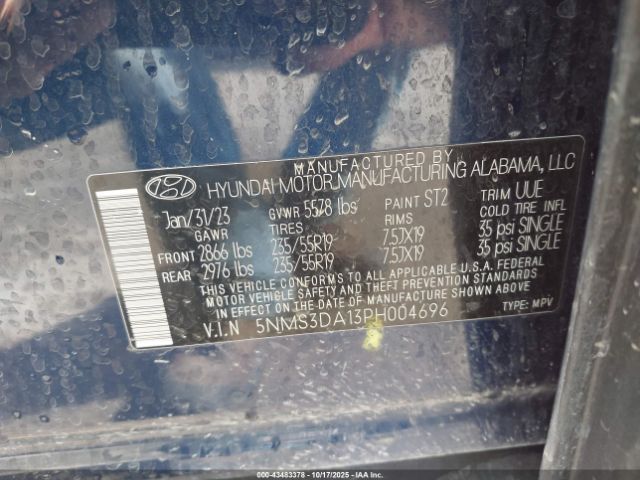 MANUFACTURED BY
HYUNDAI MOTOR MANUFACTURING ALABAMA, LLC
Jan/31/23 GVWR 5578 lbs PAINT ST2 TRIM UUE
GAWR TIRES RIMS COLD TIRE INFL
FRONT 2866 lbs 235/55R19 7.5JX19 35 psi SINGLE
REAR 2976 lbs 235/55R19 7.5JX19 35 psi SINGLE
THIS VEHICLE CONFORMS TO ALL APPLICABLE U.S.A. FEDERAL
MOTOR VEHICLE SAFETY AND THEFT PREVENTION STANDARDS
IN EFFECT ON THE DATE OF MANUFACTURE SHOWN ABOVE.
V.I.N 5NMS3DA13PH004696 TYPE: MPV
000-43483378 - 10/17/2025 - Copyright © IAA, LLC.